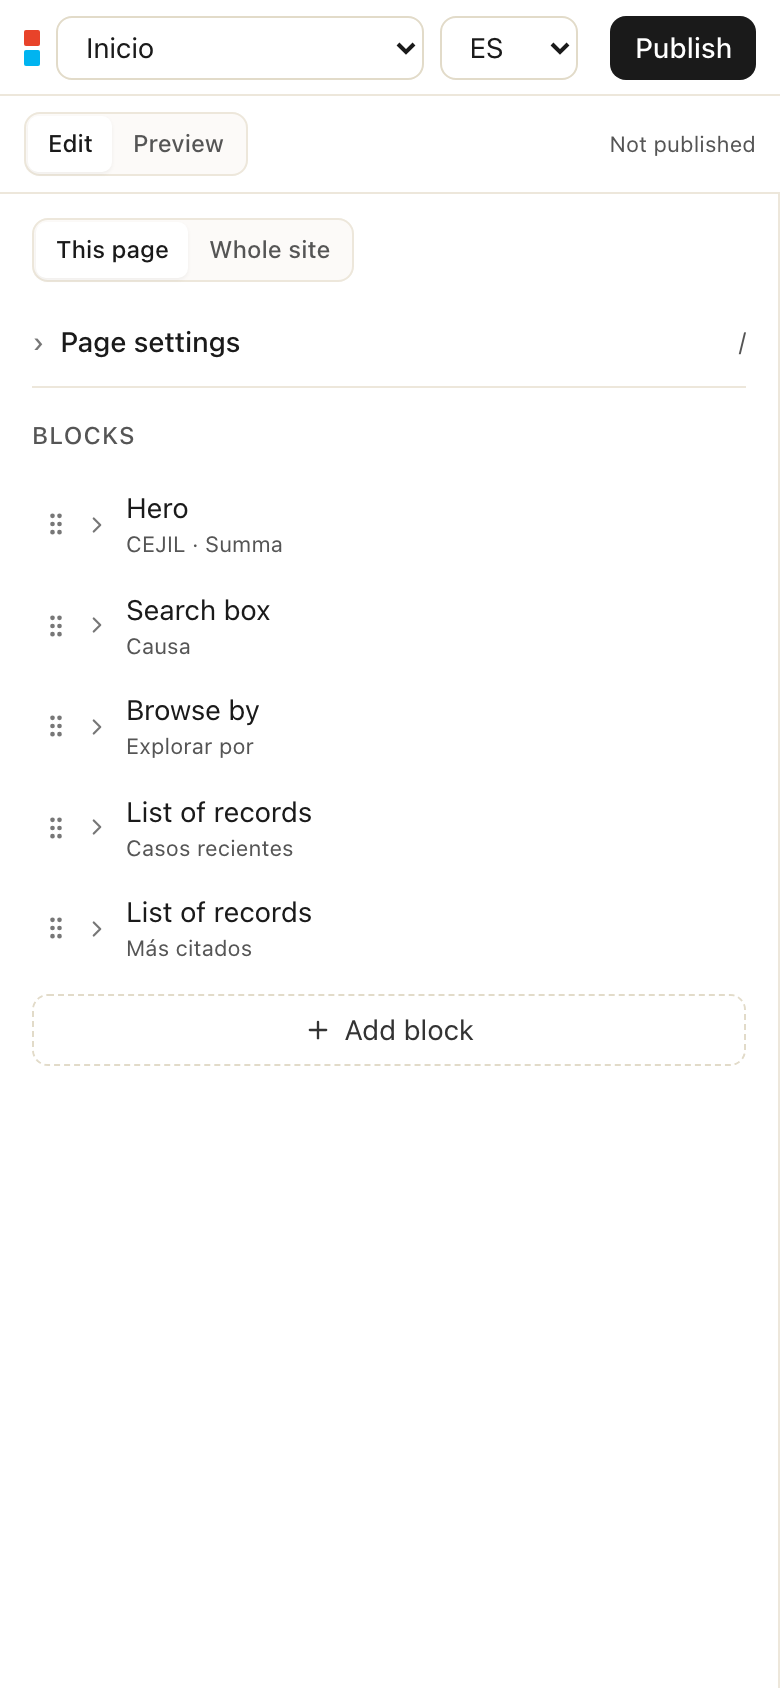 Inicio
ES
Publish
Edit
Preview
Not published
This page
Whole site
Page settings
/
BLOCKS
Hero
CEJIL · Summa
Search box
Causa
Browse by
Explorar por
List of records
Casos recientes
List of records
Más citados
+ Add block